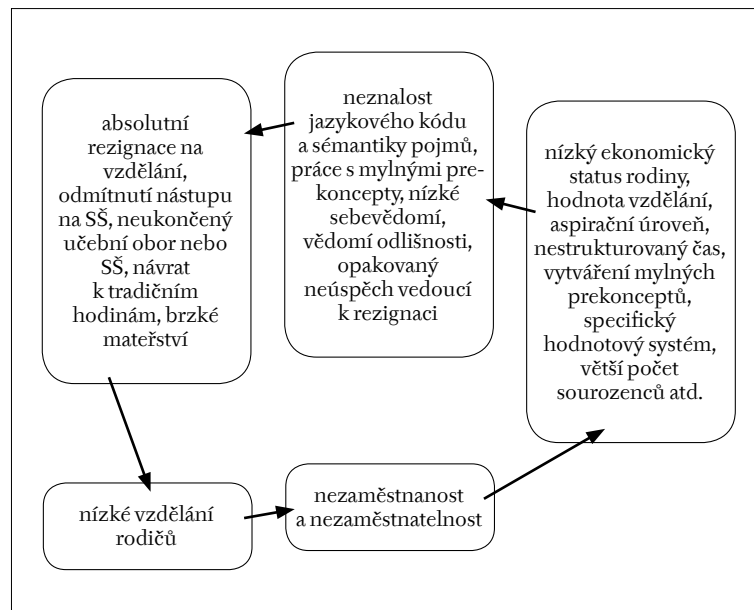 absolutní
rezignace na
vzdělání,
odmítnutí nástupu
na SŠ, neukončený
učební obor nebo
SŠ, návrat
k tradičním
hodinám, brzké
mateřství
neznalost
jazykového kódu
a sémantiky pojmů,
práce s mylnými pre-
koncepty, nízké
sebevědomí,
vědomí odlišnosti,
opakovaný
neúspěch vedoucí
k rezignaci
nízký ekonomický
status rodiny,
hodnota vzdělání,
aspirační úroveň,
nestrukturovaný čas,
vytváření mylných
prekonceptů,
specifický
hodnotový systém,
větší počet
sourozenců atd.
nízké vzdělání
rodičů
nezaměstnanost
a nezaměstnatelnost